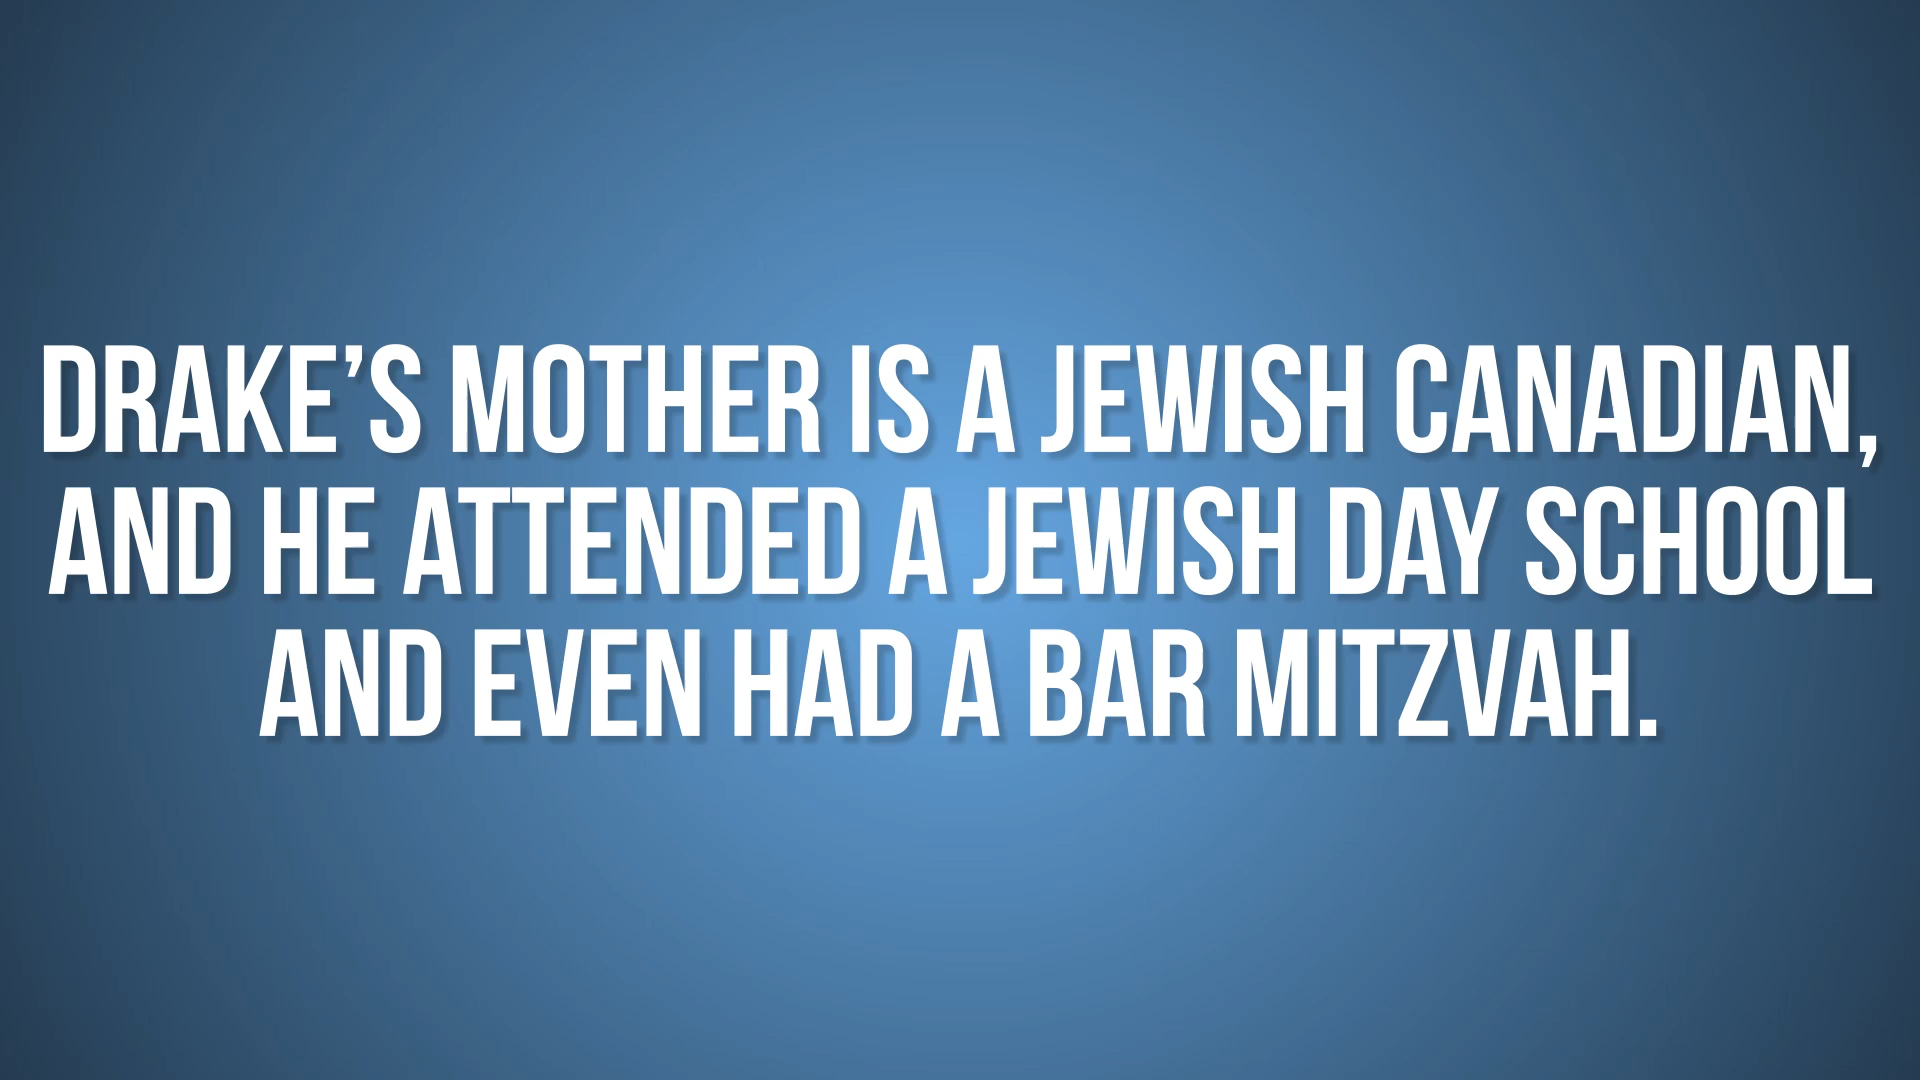 DRAKE’S MOTHER IS A JEWISH CANADIAN,
AND HE ATTENDED A JEWISH DAY SCHOOL
AND EVEN HAD A BAR MITZVAH.